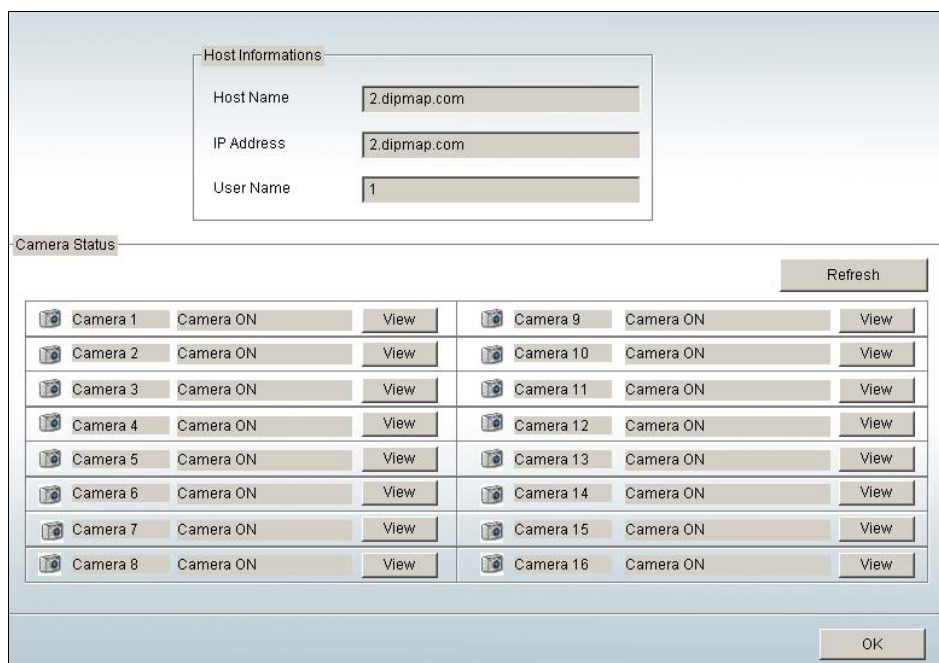 Host Informations
Host Name 2.dipmap.com
IP Address 2.dipmap.com
User Name 1
Camera Status
Refresh
Camera 1 Camera ON View Camera 9 Camera ON View
Camera 2 Camera ON View Camera 10 Camera ON View
Camera 3 Camera ON View Camera 11 Camera ON View
Camera 4 Camera ON View Camera 12 Camera ON View
Camera 5 Camera ON View Camera 13 Camera ON View
Camera 6 Camera ON View Camera 14 Camera ON View
Camera 7 Camera ON View Camera 15 Camera ON View
Camera 8 Camera ON View Camera 16 Camera ON View
OK